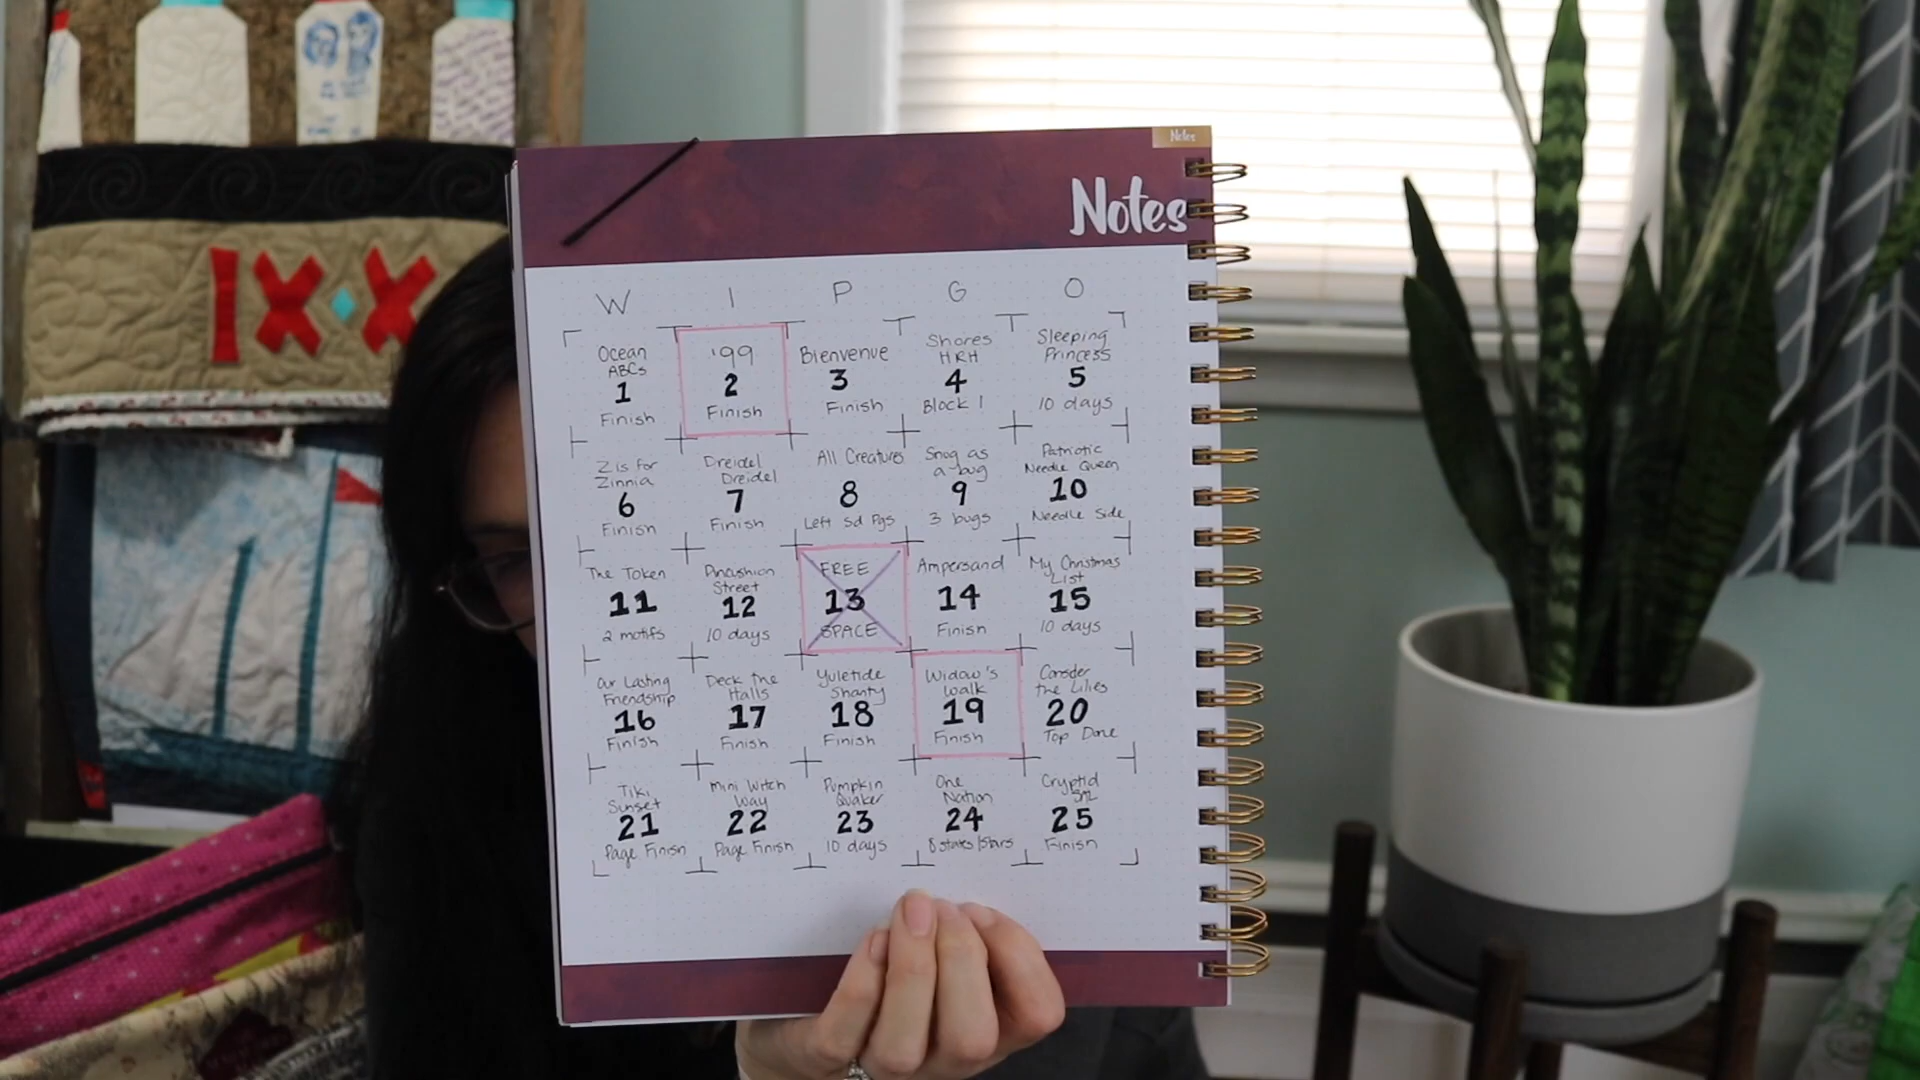 Notes
Notes
W I P G O
Ocean
ABCs
1
Finish
'99
2
Finish
Bienvenue
3
Finish
Shores
HRH
4
Block 1
Sleeping
Princess
5
10 days
Z is for
Zinnia
6
Finish
Dreidel
Dreidel
7
Finish
All Creatures
8
Left sd Pgs
Snug as
a bug
9
3 bugs
Patriotic
Needle Queen
10
Needle Side
The Token
11
2 motifs
Pincushion
Street
12
10 days
FREE
13
SPACE
Ampersand
14
Finish
My Christmas
List
15
10 days
Our Lasting
Friendship
16
Finish
Deck the
Halls
17
Finish
Yuletide
Shanty
18
Finish
Widow's
Walk
19
Finish
Consider
the Lilies
20
Top Done
Tiki
Sunset
21
Page Finish
Mini Witch
Way
22
Page Finish
Pumpkin
Quaker
23
10 days
One
Nation
24
8 states/stars
Cryptid
25
Finish